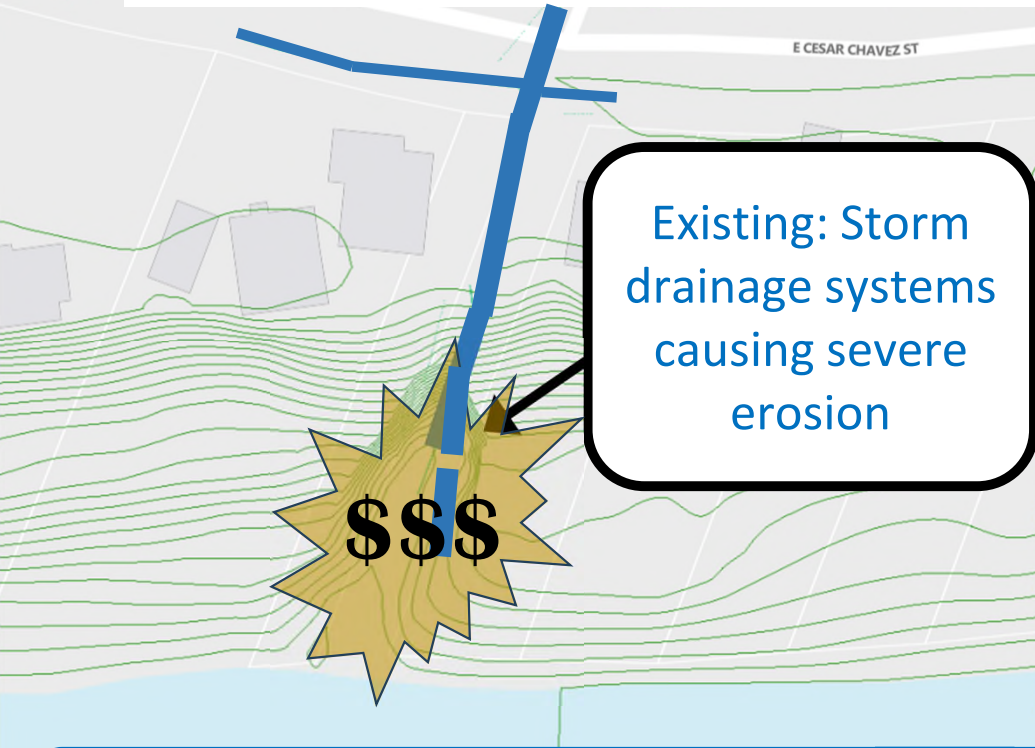 E CESAR CHAVEZ ST
Existing: Storm
drainage systems
causing severe
erosion
$$$